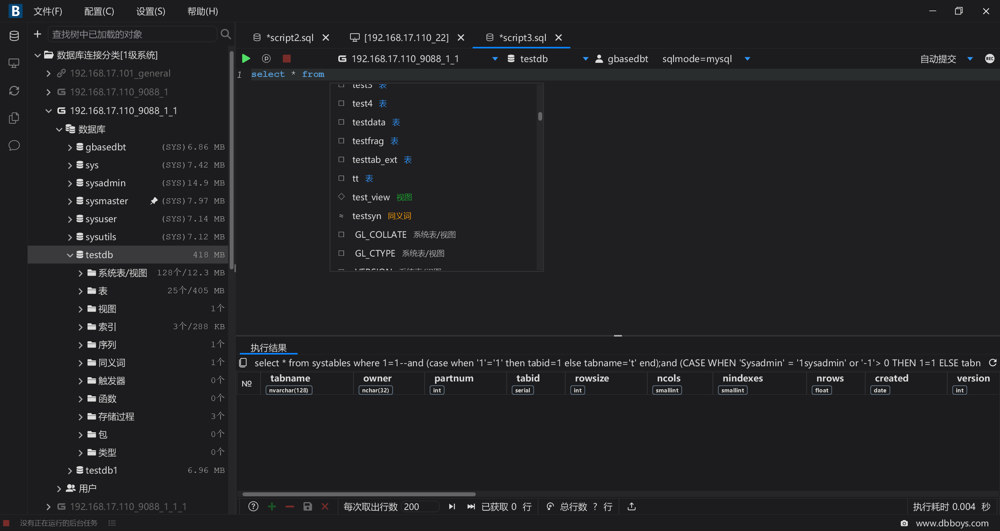 B 文件(F) 配置(C) 设置(S) 帮助(H)
查找树中已加载的对象
数据库连接分类[1级系统]
192.168.17.101_general
192.168.17.110_9088_1
192.168.17.110_9088_1_1
数据库
gbasedbt (SYS)6.86 MB
sys (SYS)7.42 MB
sysadmin (SYS)14.9 MB
sysmaster (SYS)7.97 MB
sysuser (SYS)7.14 MB
sysutils (SYS)7.12 MB
testdb 418 MB
系统表/视图 128个/12.3 MB
表 25个/405 MB
视图 1个
索引 3个/288 KB
序列 1个
同义词 1个
触发器 0个
函数 0个
存储过程 3个
包 0个
类型 0个
testdb1 6.96 MB
用户
192.168.17.110_9088_1_1_1
*script2.sql [192.168.17.110_22] *script3.sql
192.168.17.110_9088_1_1 testdb gbasedbt sqlmode=mysql 自动提交 REC
1 select * from
test3 表
test4 表
testdata 表
testfrag 表
testtab_ext 表
tt 表
test_view 视图
testsyn 同义词
GL_COLLATE 系统表/视图
GL_CTYPE 系统表/视图
VERSION 系统表/视图
执行结果
select * from systables where 1=1--and (case when '1'='1' then tabid=1 else tabname='t' end);and (CASE WHEN 'Sysadmin' = '1sysadmin' or '-1'> 0 THEN 1=1 ELSE tabn
№ tabname owner partnum tabid rowsize ncols nindexes nrows created version
nvarchar(128) nchar(32) int serial int smallint smallint float date int
每次取出行数 200 已获取 0 行 总行数 ? 行 执行耗时 0.004 秒
没有正在运行的后台任务 www.dbboys.com